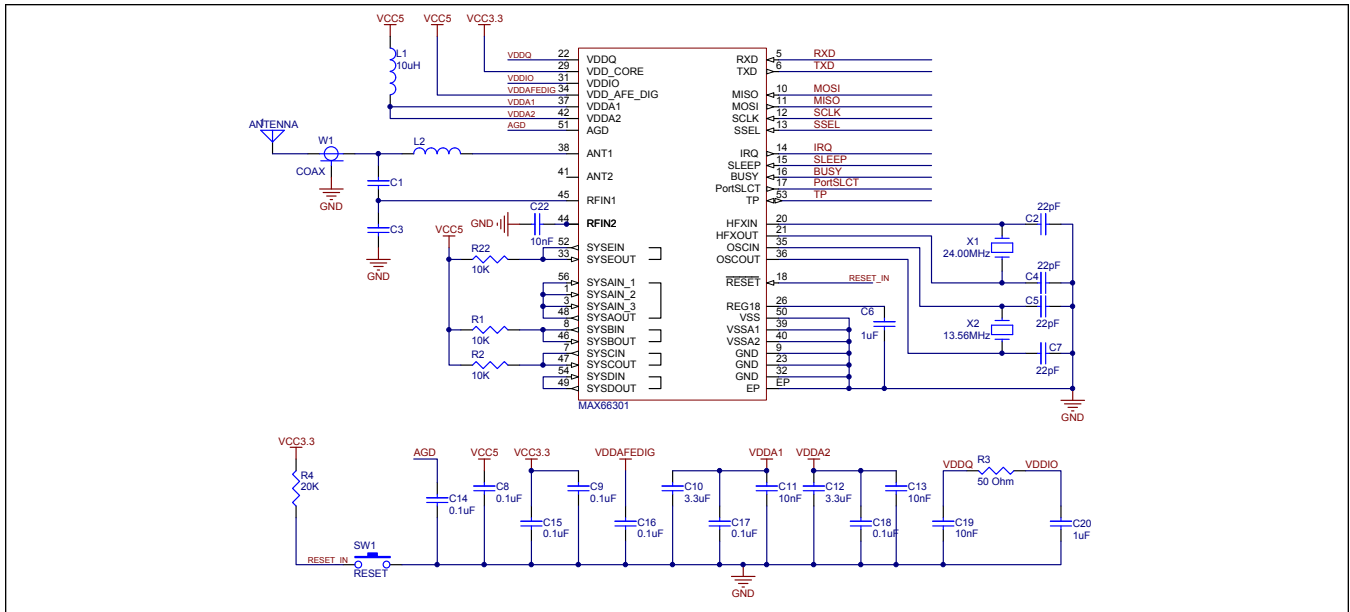 VCC5 VCC5 VCC3.3
L1
10uH
VDDQ 22 VDDQ
29 VDD_CORE
VDDIO 31 VDDIO
VDDAFEDIG 34 VDD_AFE_DIG
VDDA1 37 VDDA1
VDDA2 42 VDDA2
AGD 51 AGD
ANTENNA
W1
COAX
GND
L2
38 ANT1
41 ANT2
C1
45 RFIN1
C3
GND
C22
GND
10nF
44 RFIN2
VCC5
52 SYSEIN
33 SYSEOUT
R22
10K
56 SYSAIN_1
1 SYSAIN_2
3 SYSAIN_3
48 SYSAOUT
8 SYSBIN
46 SYSBOUT
R1
10K
7 SYSCIN
47 SYSCOUT
R2
10K
54 SYSDIN
49 SYSDOUT
MAX66301
RXD 5 RXD
TXD 6 TXD
MISO 10 MOSI
MOSI 11 MISO
SCLK 12 SCLK
SSEL 13 SSEL
IRQ 14 IRQ
SLEEP 15 SLEEP
BUSY 16 BUSY
PortSLCT 17 PortSLCT
TP 53 TP
HFXIN 20
HFXOUT 21
OSCIN 35
OSCOUT 36
RESET 18 RESET_IN
REG18 26
VSS 50
VSSA1 39
VSSA2 40
GND 9
GND 23
GND 32
EP EP
C6
1uF
22pF
C2
X1
24.00MHz
22pF
C4
C5
22pF
X2
13.56MHz
C7
22pF
GND
VCC3.3
R4
20K
RESET_IN
SW1
RESET
AGD
C14
0.1uF
VCC5
C8
0.1uF
VCC3.3
C15
0.1uF
C9
0.1uF
VDDAFEDIG
C16
0.1uF
C10
3.3uF
C17
0.1uF
VDDA1
C11
10nF
VDDA2
C12
3.3uF
C18
0.1uF
C13
10nF
VDDQ R3 VDDIO
50 Ohm
C19
10nF
C20
1uF
GND